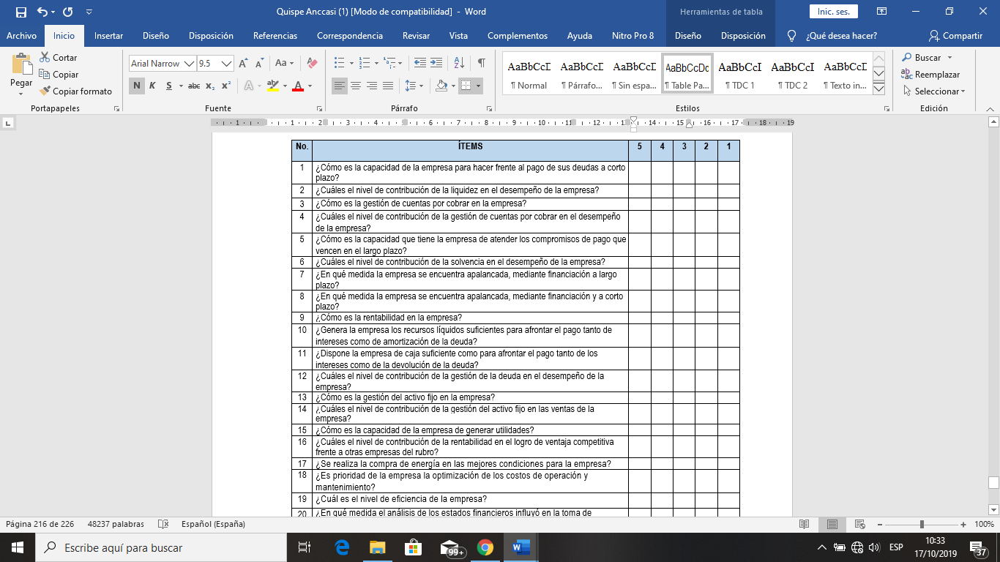 Quispe Anccasi (1) [Modo de compatibilidad] - Word
Herramientas de tabla
Inic. ses.
Archivo Inicio Insertar Diseño Disposición Referencias Correspondencia Revisar Vista Complementos Ayuda Nitro Pro 8 Diseño Disposición ¿Qué desea hacer? Compartir
Pegar
Cortar
Copiar
Copiar formato
Portapapeles
Arial Narrow 9.5
N K S abc x₂ x²
Fuente
Párrafo
AaBbCcI AaBbCcI AaBbCcI AaBbCcDc AaBbCcI AaBbCcI AaBbCcI
¶ Normal ¶ Párrafo... ¶ Sin espa... ¶ Table Pa... ¶ TDC 1 ¶ TDC 2 ¶ Texto in...
Estilos
Buscar
Reemplazar
Seleccionar
Edición
1 1 2 3 4 5 6 7 8 9 10 11 12 13 14 15 16 17 18 19
No. ÍTEMS 5 4 3 2 1
1 ¿Cómo es la capacidad de la empresa para hacer frente al pago de sus deudas a corto
plazo?
2 ¿Cuáles el nivel de contribución de la liquidez en el desempeño de la empresa?
3 ¿Cómo es la gestión de cuentas por cobrar en la empresa?
4 ¿Cuáles el nivel de contribución de la gestión de cuentas por cobrar en el desempeño
de la empresa?
5 ¿Cómo es la capacidad que tiene la empresa de atender los compromisos de pago que
vencen en el largo plazo?
6 ¿Cuáles el nivel de contribución de la solvencia en el desempeño de la empresa?
7 ¿En qué medida la empresa se encuentra apalancada, mediante financiación a largo
plazo?
8 ¿En qué medida la empresa se encuentra apalancada, mediante financiación y a corto
plazo?
9 ¿Cómo es la rentabilidad en la empresa?
10 ¿Genera la empresa los recursos líquidos suficientes para afrontar el pago tanto de
intereses como de amortización de la deuda?
11 ¿Dispone la empresa de caja suficiente como para afrontar el pago tanto de los
intereses como de la devolución de la deuda?
12 ¿Cuáles el nivel de contribución de la gestión de la deuda en el desempeño de la
empresa?
13 ¿Cómo es la gestión del activo fijo en la empresa?
14 ¿Cuáles el nivel de contribución de la gestión del activo fijo en las ventas de la
empresa?
15 ¿Cómo es la capacidad de la empresa de generar utilidades?
16 ¿Cuáles el nivel de contribución de la rentabilidad en el logro de ventaja competitiva
frente a otras empresas del rubro?
17 ¿Se realiza la compra de energía en las mejores condiciones para la empresa?
18 ¿Es prioridad de la empresa la optimización de los costos de operación y
mantenimiento?
19 ¿Cuál es el nivel de eficiencia de la empresa?
20 ¿En qué medida el análisis de los estados financieros influyó en la toma de
Página 216 de 226 48237 palabras Español (España) 100%
Escribe aquí para buscar
99+
ESP
10:33
17/10/2019
37